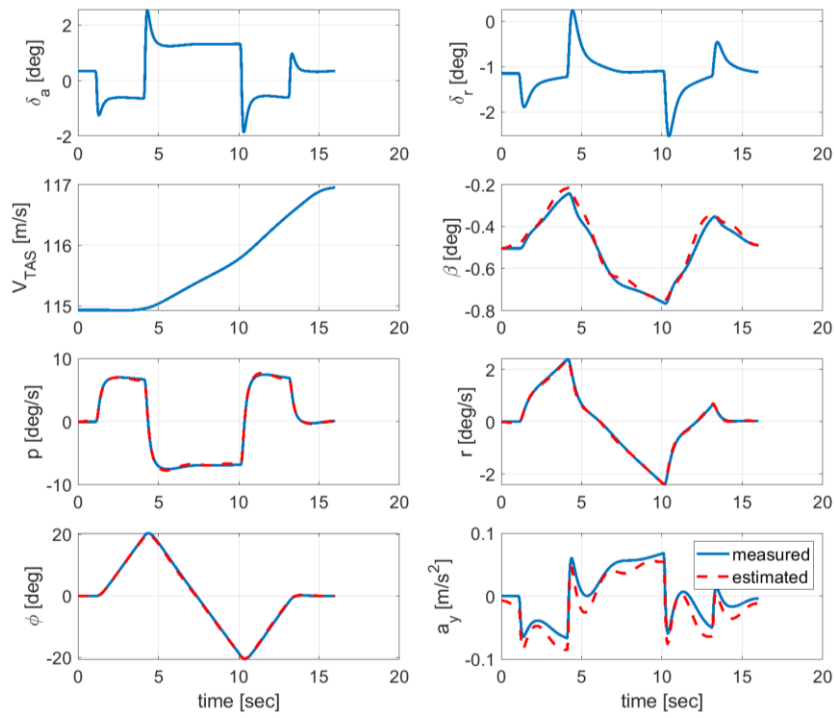 δa [deg]
2
0
-2
0 5 10 15 20
δr [deg]
0
-1
-2
0 5 10 15 20
VTAS [m/s]
117
116
115
0 5 10 15 20
β [deg]
-0.2
-0.4
-0.6
-0.8
0 5 10 15 20
p [deg/s]
10
0
-10
0 5 10 15 20
r [deg/s]
2
0
-2
0 5 10 15 20
ϕ [deg]
20
0
-20
0 5 10 15 20
time [sec]
ay [m/s²]
0.1
0
-0.1
measured
estimated
0 5 10 15 20
time [sec]